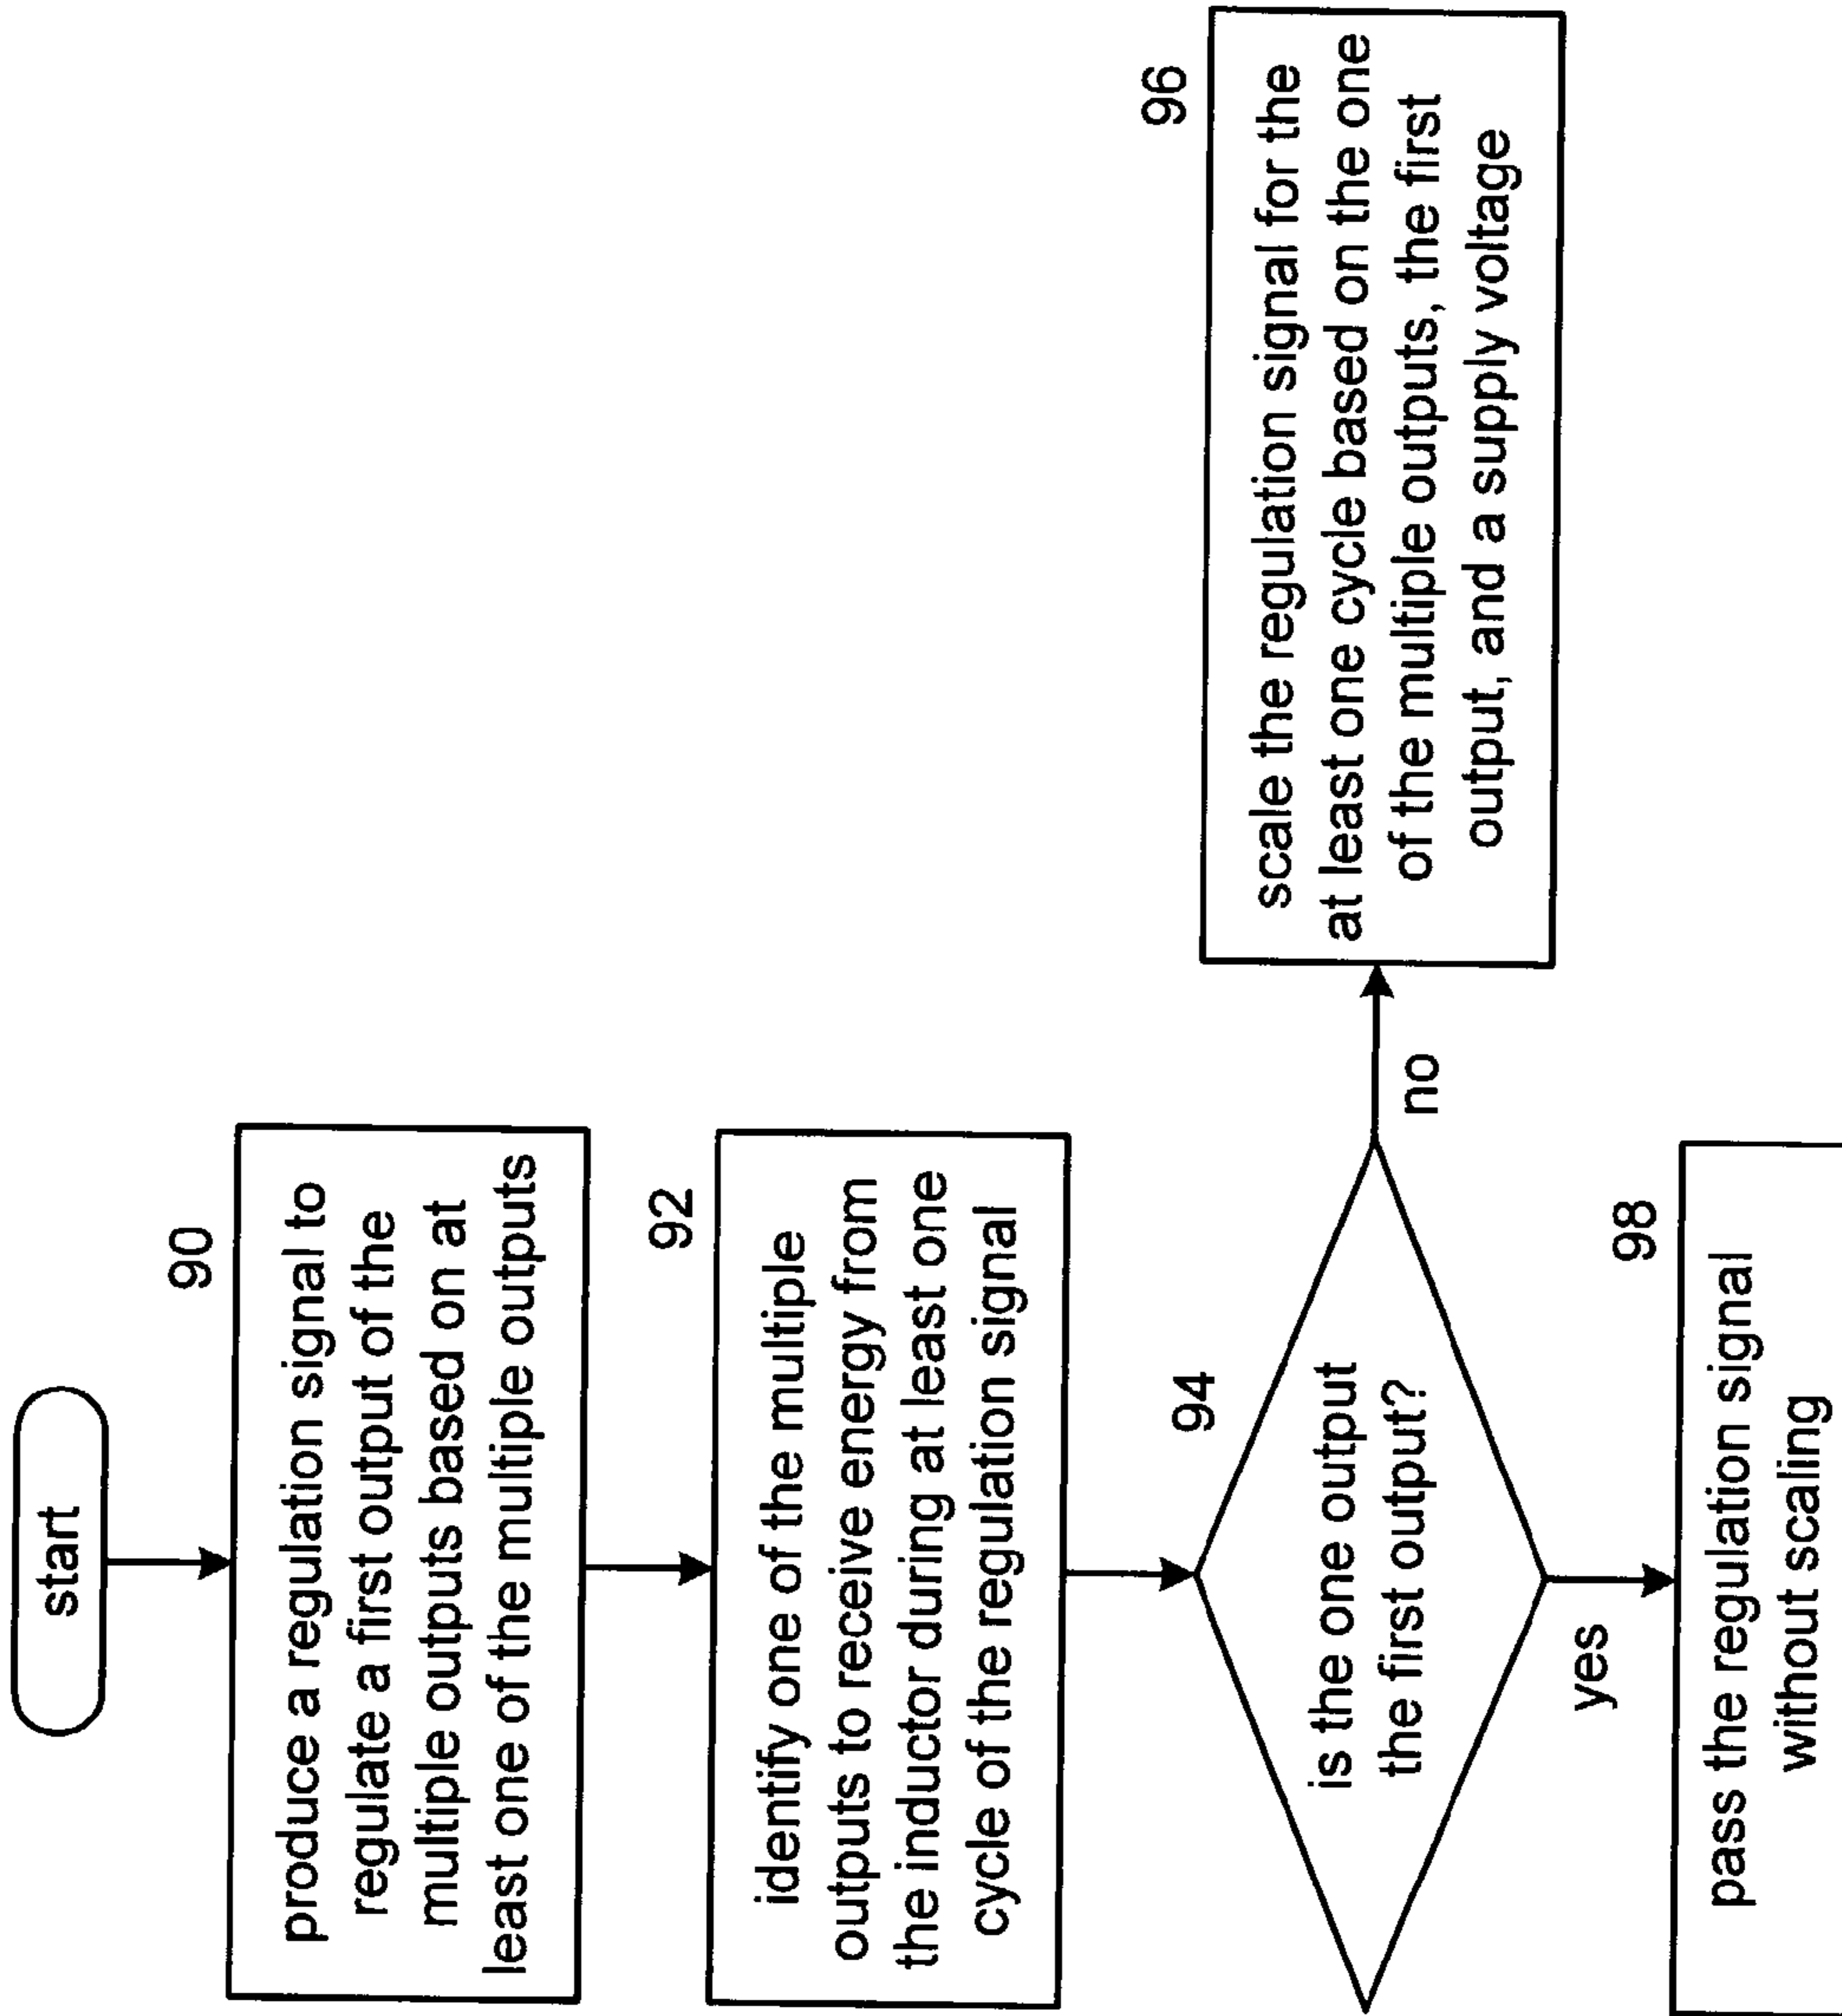 start
90
produce a regulation signal to
regulate a first output of the
multiple outputs based on at
least one of the multiple outputs
92
identify one of the multiple
outputs to receive energy from
the inductor during at least one
cycle of the regulation signal
94
is the one output
the first output?
no
96
scale the regulation signal for the
at least one cycle based on the one
of the multiple outputs, the first
output, and a supply voltage
yes
98
pass the regulation signal
without scaling